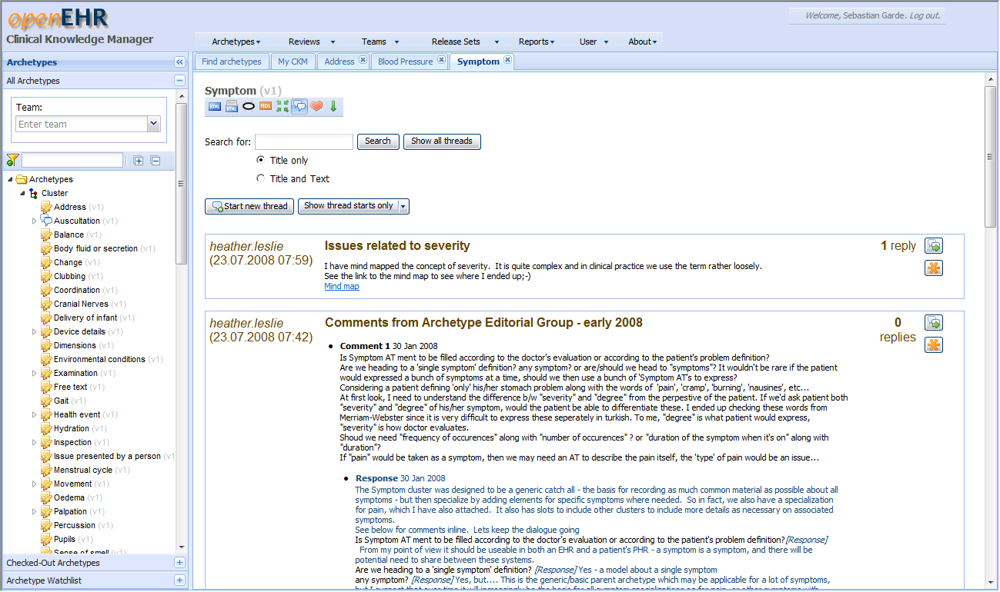 openEHR
Clinical Knowledge Manager
Welcome, Sebastian Garde. Log out.
Archetypes Reviews Teams Release Sets Reports User About
Archetypes
All Archetypes
Team:
Enter team
Archetypes
Cluster
Address (v1)
Auscultation (v1)
Balance (v1)
Body fluid or secretion (v1)
Change (v1)
Clubbing (v1)
Coordination (v1)
Cranial Nerves (v1)
Delivery of infant (v1)
Device details (v1)
Dimensions (v1)
Environmental conditions (v1)
Examination (v1)
Free text (v1)
Gait (v1)
Health event (v1)
Hydration (v1)
Inspection (v1)
Issue presented by a person (v1
Menstrual cycle (v1)
Movement (v1)
Oedema (v1)
Palpation (v1)
Percussion (v1)
Pupils (v1)
Sense of smell (v1)
Checked-Out Archetypes
Archetype Watchlist
Find archetypes My CKM Address Blood Pressure Symptom
Symptom (v1)
HTML HTML ADL
Search for: Search Show all threads
Title only
Title and Text
Start new thread Show thread starts only
heather.leslie
(23.07.2008 07:59)
Issues related to severity
1 reply
I have mind mapped the concept of severity. It is quite complex and in clinical practice we use the term rather loosely.
See the link to the mind map to see where I ended up;-)
Mind map
heather.leslie
(23.07.2008 07:42)
Comments from Archetype Editorial Group - early 2008
0
replies
Comment 1 30 Jan 2008
Is Symptom AT ment to be filled according to the doctor's evaluation or according to the patient's problem definition?
Are we heading to a 'single symptom' definition? any symptom? or are/should we head to "symptoms"? It wouldn't be rare if the patient
would expressed a bunch of symptoms at a time, should we then use a bunch of 'Symptom AT's to express?
Considering a patient defining 'only' his/her stomach problem along with the words of 'pain', 'cramp', 'burning', 'nausines', etc...
At first look, I need to understand the difference b/w "severity" and "degree" from the perpestive of the patient. If we'd ask patient both
"severity" and "degree" of his/her symptom, would the patient be able to differentiate these. I ended up checking these words from
Merriam-Webster since it is very difficult to express these seperately in turkish. To me, "degree" is what patient would express,
"severity" is how doctor evaluates.
Shoud we need "frequency of occurences" along with "number of occurences" ? or "duration of the symptom when it's on" along with
"duration"?
If "pain" would be taken as a symptom, then we may need an AT to describe the pain itself, the 'type' of pain would be an issue...
Response 30 Jan 2008
The Symptom cluster was designed to be a generic catch all - the basis for recording as much common material as possible about all
symptoms - but then specialize by adding elements for specific symptoms where needed. So in fact, we also have a specialization
for pain, which I have also attached. It also has slots to include other clusters to include more details as necessary on associated
symptoms.
See below for comments inline. Lets keep the dialogue going
Is Symptom AT ment to be filled according to the doctor's evaluation or according to the patient's problem definition?[Response]
From my point of view it should be useable in both an EHR and a patient's PHR - a symptom is a symptom, and there will be
potential need to share between these systems.
Are we heading to a 'single symptom' definition? [Response] Yes - a model about a single symptom
any symptom? [Response] Yes, but.... This is the generic/basic parent archetype which may be applicable for a lot of symptoms,
but I suspect that over time it will increasingly be the basis for all symptom specializations eg for pain, or other symptoms with